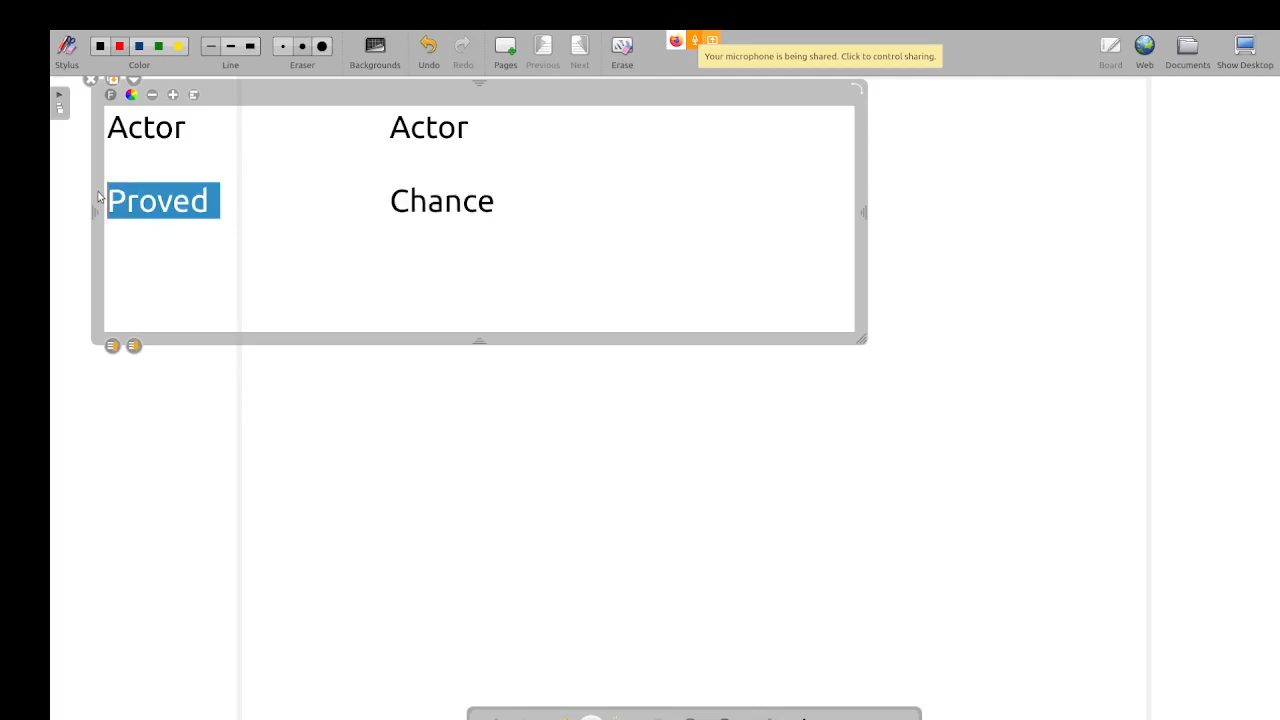 Stylus Color Line Eraser Backgrounds Undo Redo Pages Previous Next Erase Board Web Documents Show Desktop
Your microphone is being shared. Click to control sharing.
F
Actor Actor
Proved Chance